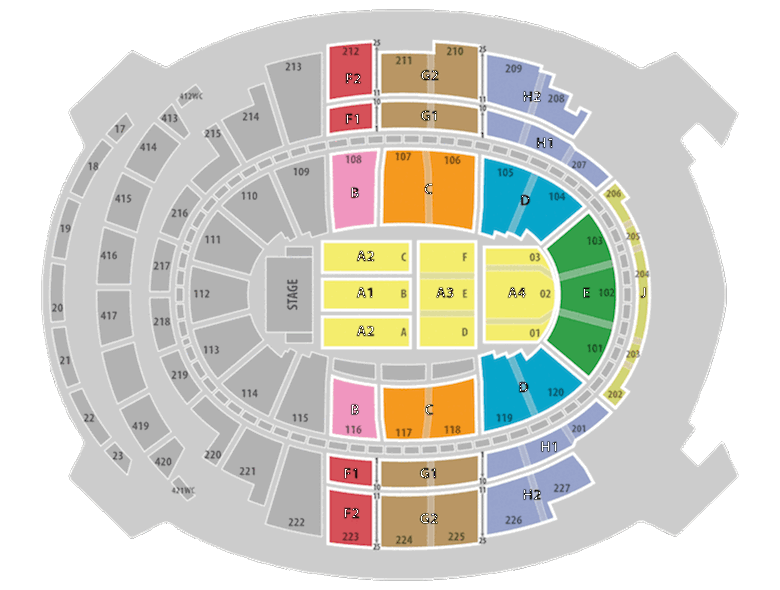 212
25
F2
11
10
F1
211
210
G2
G1
25
11
10
1
209
H2
208
H1
207
213
214
215
412WC
413
414
17
18
415
19
416
20
417
21
22
419
23
420
421WC
216
217
218
219
220
221
222
206
205
204
J
203
202
109
110
111
112
113
114
115
108
B
107
106
C
105
104
D
103
E
102
101
STAGE
A2
C
A1
B
A2
A
F
A3
E
D
03
A4
02
01
B
116
C
117
118
D
120
119
201
H1
F1
10
11
F2
223
25
G1
G2
224
225
1
10
11
25
H2
227
226